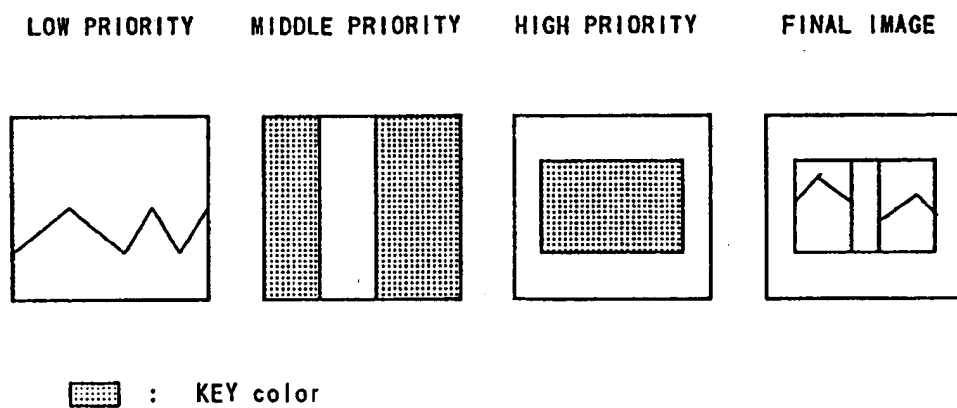 LOW PRIORITY MIDDLE PRIORITY HIGH PRIORITY FINAL IMAGE
: KEY color